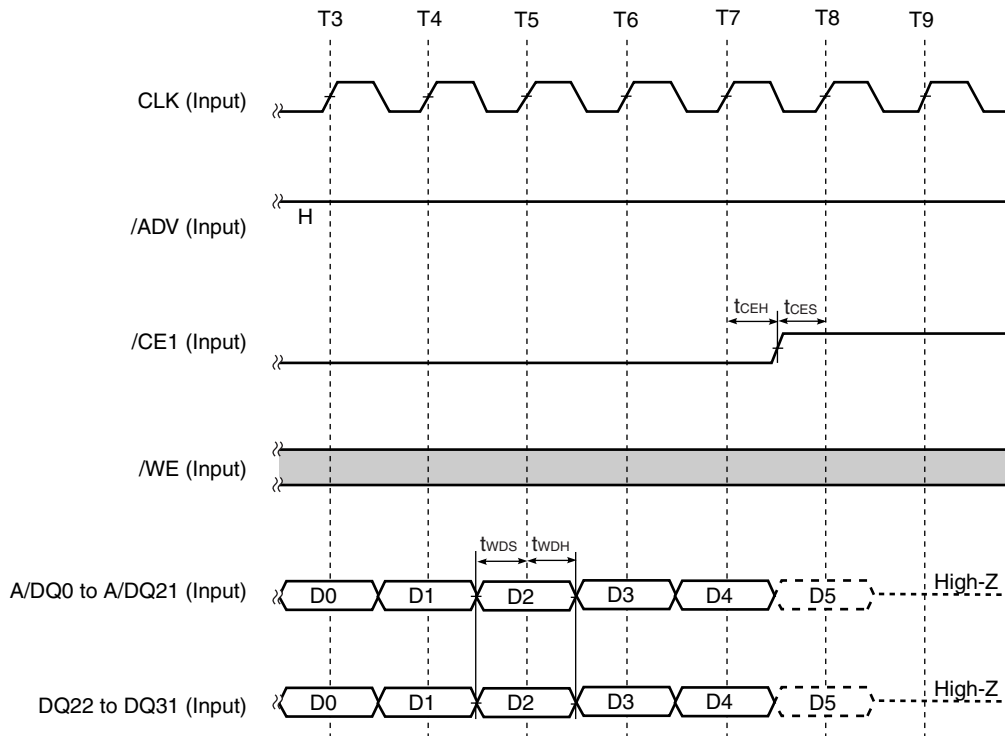 T3 T4 T5 T6 T7 T8 T9
CLK (Input)
H
/ADV (Input)
tCEH tCES
/CE1 (Input)
/WE (Input)
tWDS tWDH
A/DQ0 to A/DQ21 (Input) D0 D1 D2 D3 D4 D5 High-Z
DQ22 to DQ31 (Input) D0 D1 D2 D3 D4 D5 High-Z